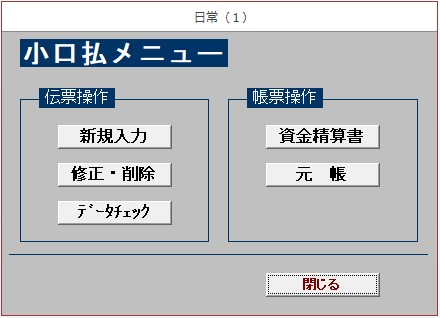 日常（１）
小口払メニュー
伝票操作
新規入力
修正・削除
ﾃﾞｰﾀﾁｪｯｸ
帳票操作
資金精算書
元　帳
閉じる